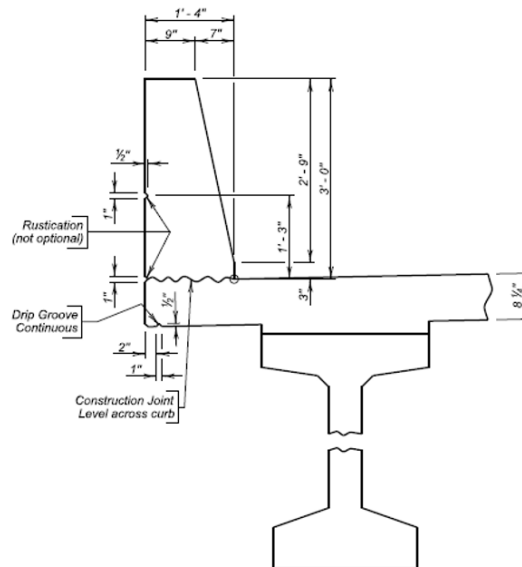 1' - 4"
9"
7"
½"
1"
2' - 9"
3' - 0"
1' - 3"
Rustication
(not optional)
1"
½"
3"
8 ¼"
Drip Groove
Continuous
2"
1"
Construction Joint
Level across curb